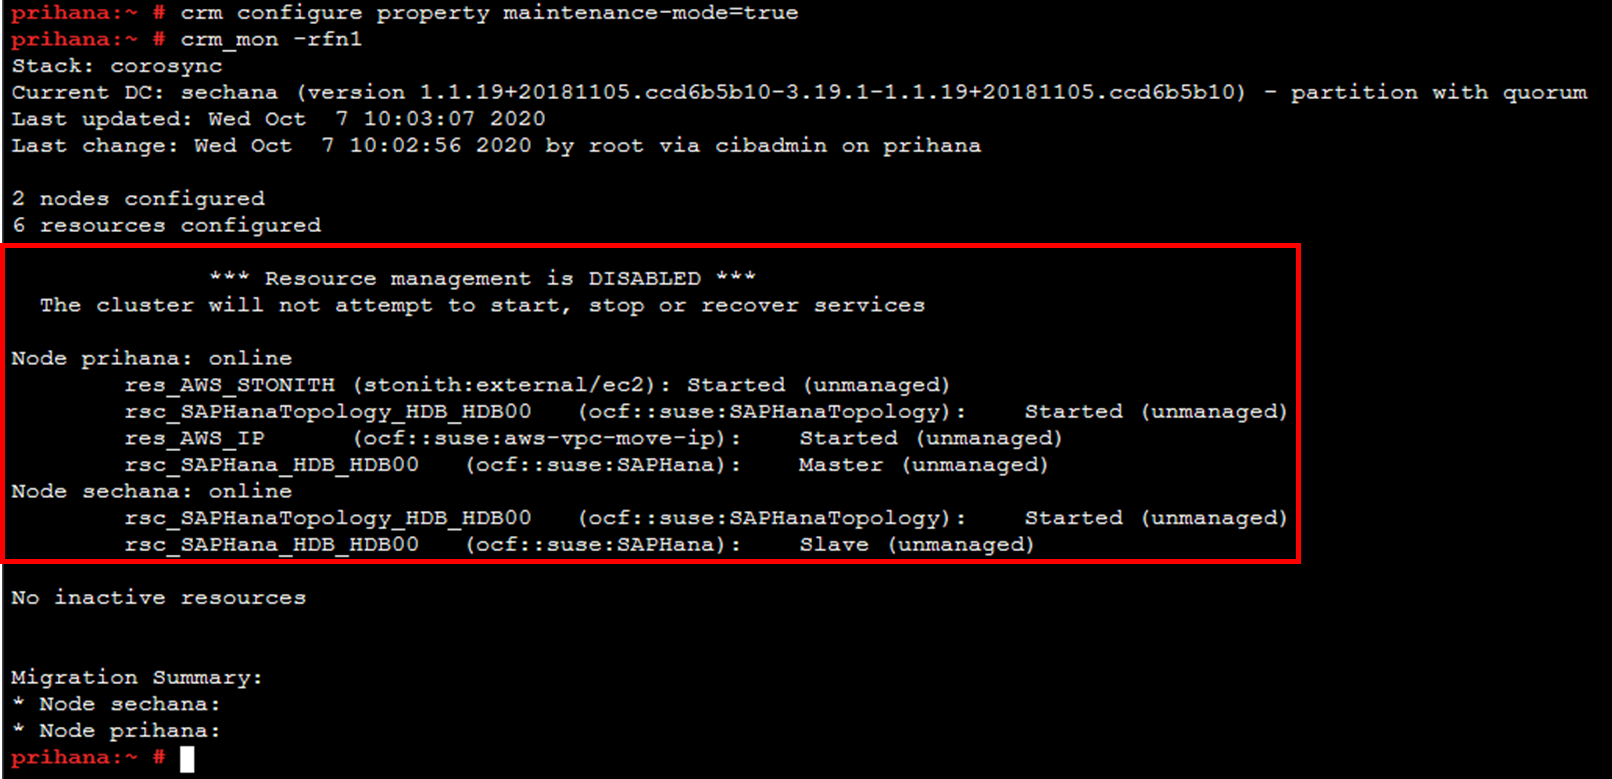 prihana:~ # crm configure property maintenance-mode=true
prihana:~ # crm_mon -rfn1
Stack: corosync
Current DC: sechana (version 1.1.19+20181105.ccd6b5b10-3.19.1-1.1.19+20181105.ccd6b5b10) - partition with quorum
Last updated: Wed Oct  7 10:03:07 2020
Last change: Wed Oct  7 10:02:56 2020 by root via cibadmin on prihana
2 nodes configured
6 resources configured
*** Resource management is DISABLED ***
The cluster will not attempt to start, stop or recover services
Node prihana: online
res_AWS_STONITH (stonith:external/ec2): Started (unmanaged)
rsc_SAPHanaTopology_HDB_HDB00 (ocf::suse:SAPHanaTopology): Started (unmanaged)
res_AWS_IP (ocf::suse:aws-vpc-move-ip): Started (unmanaged)
rsc_SAPHana_HDB_HDB00 (ocf::suse:SAPHana): Master (unmanaged)
Node sechana: online
rsc_SAPHanaTopology_HDB_HDB00 (ocf::suse:SAPHanaTopology): Started (unmanaged)
rsc_SAPHana_HDB_HDB00 (ocf::suse:SAPHana): Slave (unmanaged)
No inactive resources
Migration Summary:
* Node sechana:
* Node prihana:
prihana:~ #